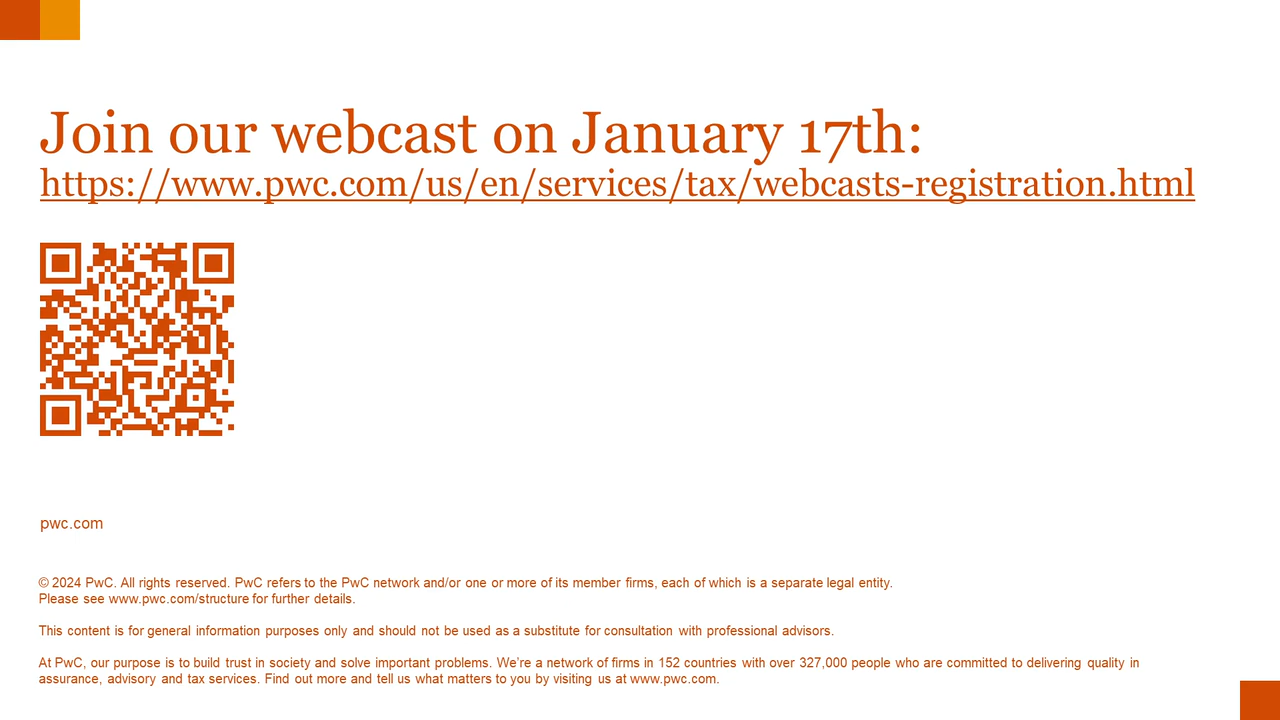 Join our webcast on January 17th:
https://www.pwc.com/us/en/services/tax/webcasts-registration.html
pwc.com
© 2024 PwC. All rights reserved. PwC refers to the PwC network and/or one or more of its member firms, each of which is a separate legal entity.
Please see www.pwc.com/structure for further details.
This content is for general information purposes only and should not be used as a substitute for consultation with professional advisors.
At PwC, our purpose is to build trust in society and solve important problems. We’re a network of firms in 152 countries with over 327,000 people who are committed to delivering quality in
assurance, advisory and tax services. Find out more and tell us what matters to you by visiting us at www.pwc.com.